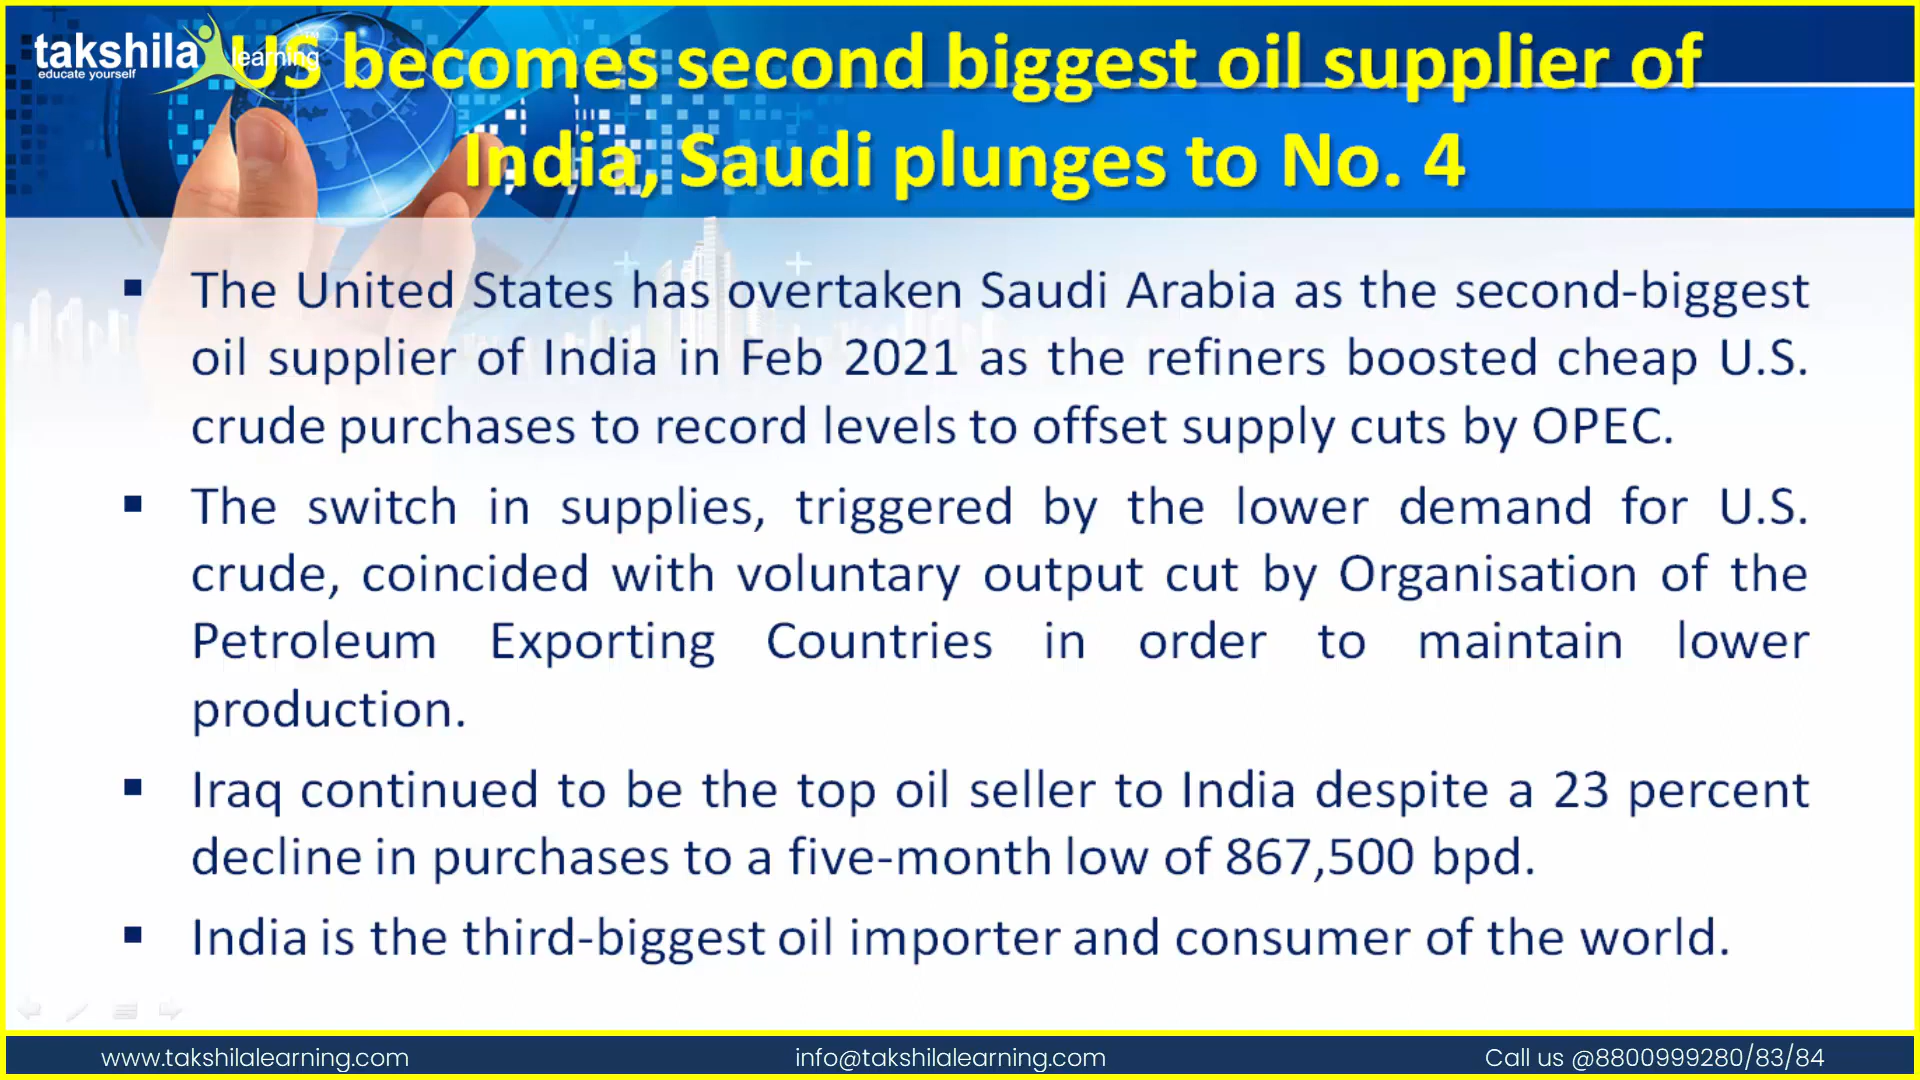 takshila learning
educate yourself
US becomes second biggest oil supplier of
India, Saudi plunges to No. 4
▪ The United States has overtaken Saudi Arabia as the second-biggest
oil supplier of India in Feb 2021 as the refiners boosted cheap U.S.
crude purchases to record levels to offset supply cuts by OPEC.
▪ The switch in supplies, triggered by the lower demand for U.S.
crude, coincided with voluntary output cut by Organisation of the
Petroleum Exporting Countries in order to maintain lower
production.
▪ Iraq continued to be the top oil seller to India despite a 23 percent
decline in purchases to a five-month low of 867,500 bpd.
▪ India is the third-biggest oil importer and consumer of the world.
www.takshilalearning.com info@takshilalearning.com Call us @8800999280/83/84